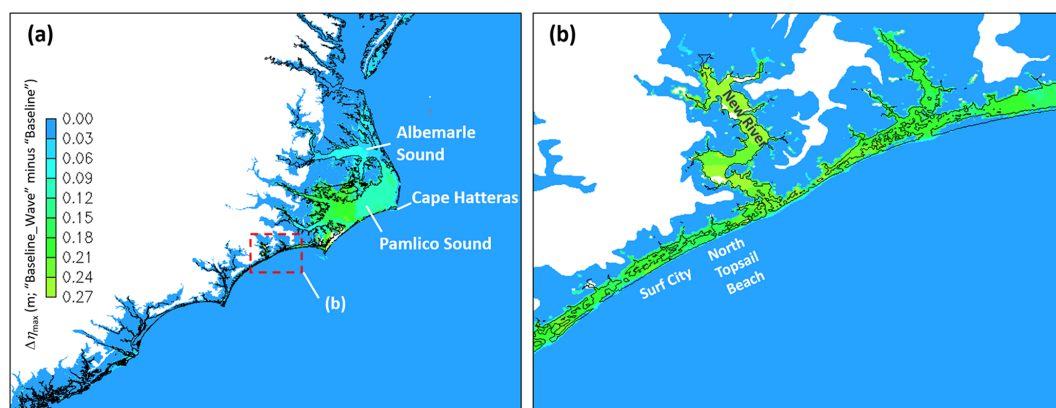 (a)
Albemarle
Sound
Cape Hatteras
Pamlico Sound
(b)
Δηmax (m; “Baseline_Wave” minus “Baseline”)
0.00
0.03
0.06
0.09
0.12
0.15
0.18
0.21
0.24
0.27
(b)
New River
Surf City
North
Topsail
Beach